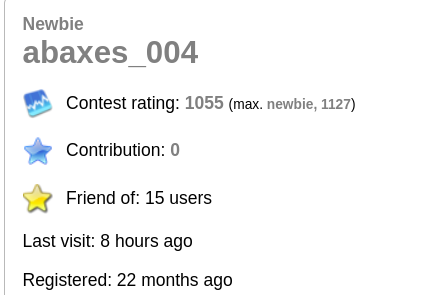 Newbie
abaxes_004
Contest rating: 1055 (max. newbie, 1127)
Contribution: 0
Friend of: 15 users
Last visit: 8 hours ago
Registered: 22 months ago